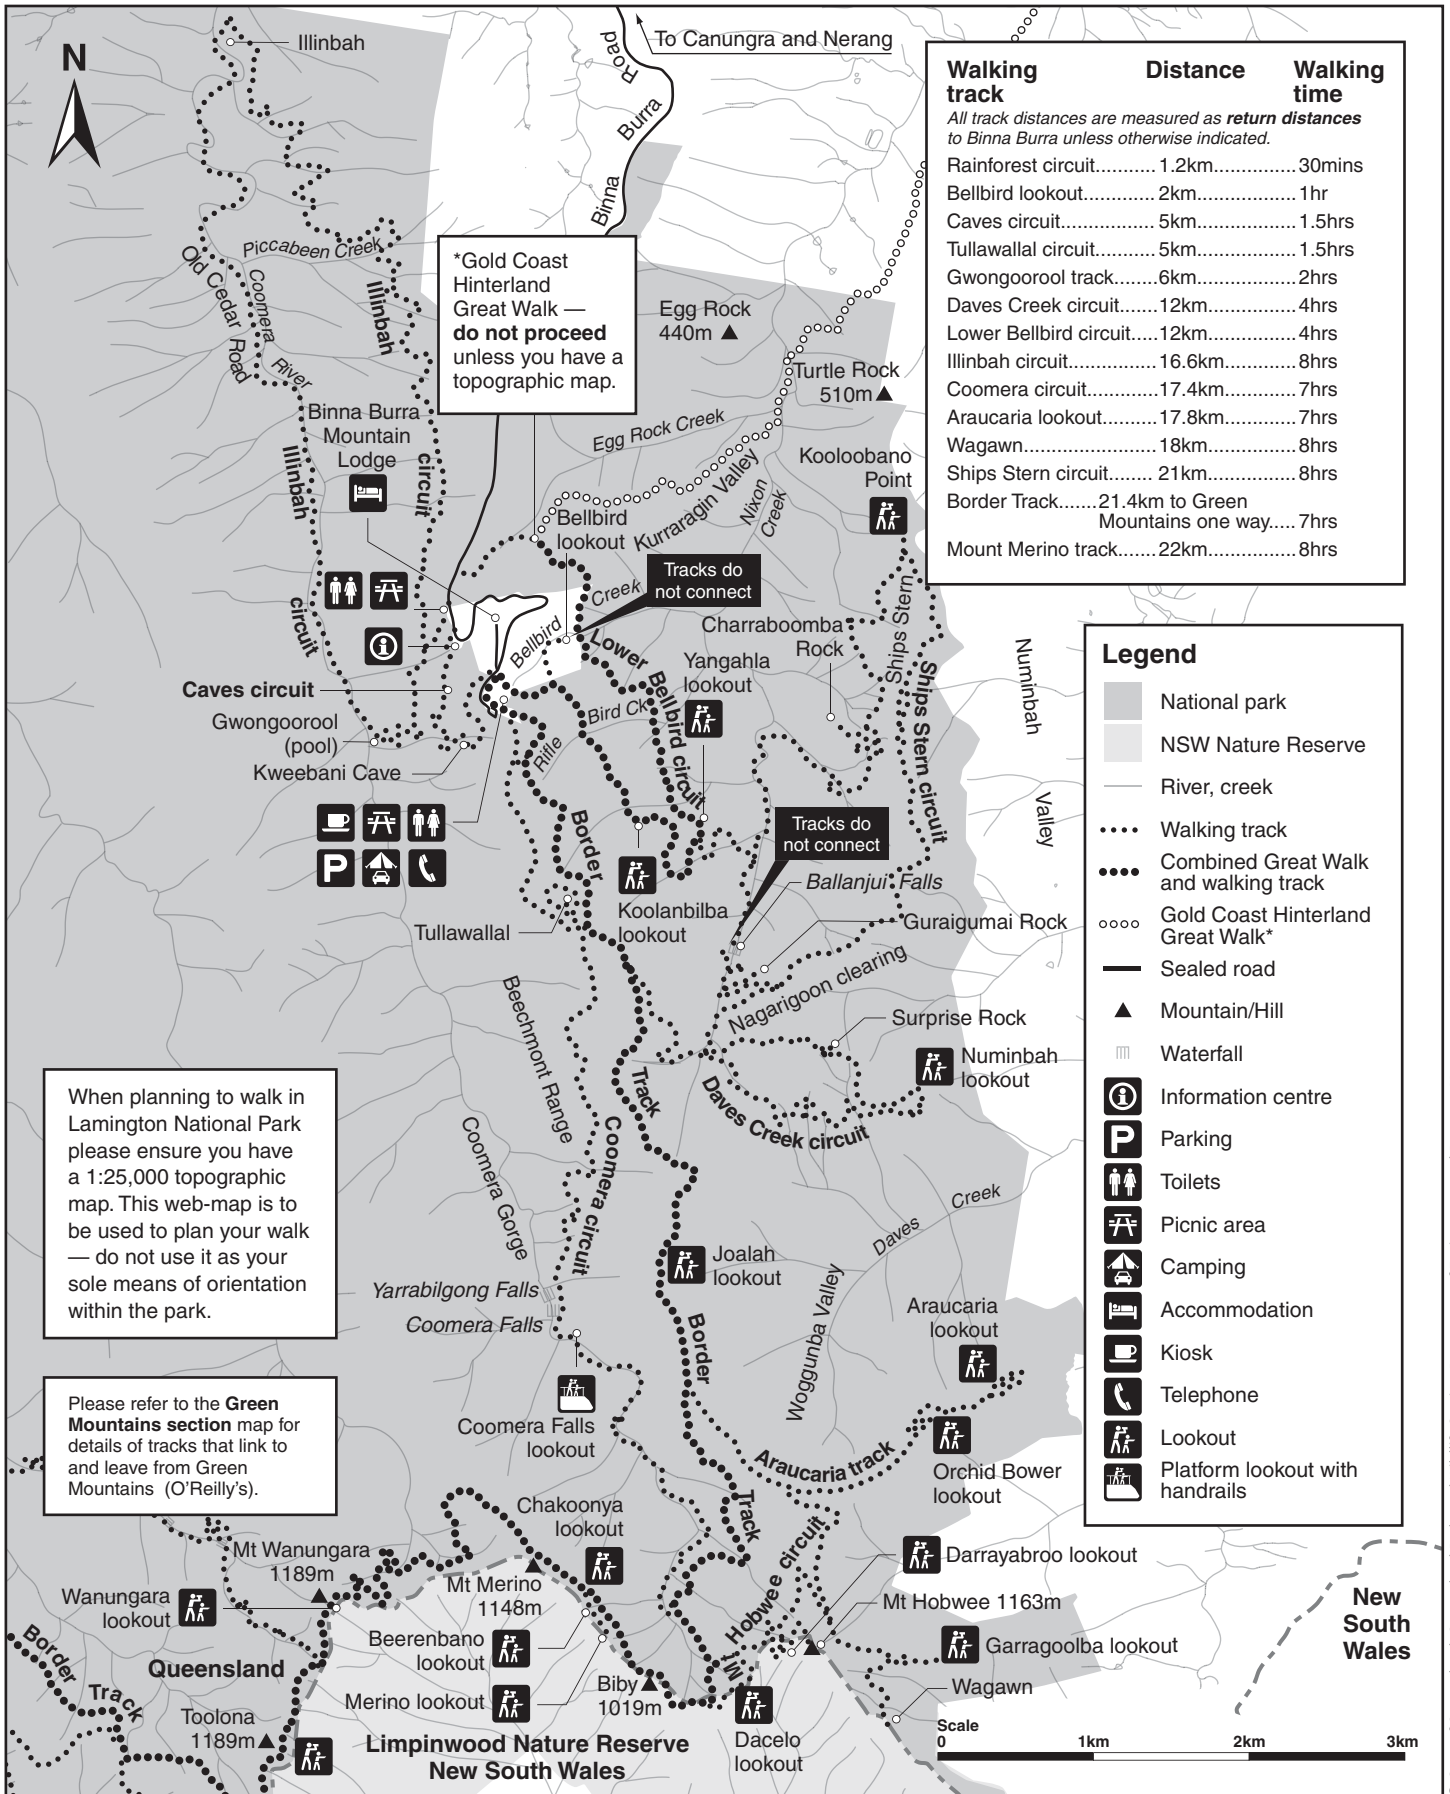 Illinbah
N
To Canungra and Nerang
Binna Burra Road
Walking track Distance Walking time
All track distances are measured as return distances
to Binna Burra unless otherwise indicated.
Rainforest circuit...........1.2km...............30mins
Bellbird lookout.............2km.....................1hr
Caves circuit...................5km.....................1.5hrs
Tullawallal circuit............5km.....................1.5hrs
Gwongoorool track........6km.....................2hrs
Daves Creek circuit.......12km...................4hrs
Lower Bellbird circuit.....12km...................4hrs
Illinbah circuit................16.6km................8hrs
Coomera circuit.............17.4km................7hrs
Araucaria lookout..........17.8km................7hrs
Wagawn........................18km...................8hrs
Ships Stern circuit........ 21km...................8hrs
Border Track.......21.4km to Green
Mountains one way..... 7hrs
Mount Merino track.......22km...................8hrs
Piccabeen Creek
Old Cedar Road
Coomera River
Illinbah circuit
*Gold Coast
Hinterland
Great Walk —
do not proceed
unless you have a
topographic map.
Egg Rock
440m
Turtle Rock
510m
Egg Rock Creek
Binna Burra
Mountain
Lodge
Illinbah circuit
Kooloobano
Point
Kurraragin Valley
Nixon Creek
Bellbird
lookout
Tracks do
not connect
Bellbird Creek
Lower Bellbird circuit
Charraboomba
Rock
Ships Stern
Ships Stern circuit
Yangahla
lookout
Numinbah Valley
Caves circuit
Gwongoorool
(pool)
Kweebani Cave
Rifle Bird Ck
P
Border Track
Tracks do
not connect
Ballanjui Falls
Koolanbilba
lookout
Tullawallal
Guraigumai Rock
Nagarigoon clearing
Surprise Rock
Numinbah
lookout
Daves Creek circuit
Beechmont Range
Coomera Gorge
Coomera circuit
Daves Creek
Joalah
lookout
Yarrabilgong Falls
Coomera Falls
Woggunba Valley
Araucaria
lookout
Border Track
Coomera Falls
lookout
Araucaria track
Orchid Bower
lookout
When planning to walk in
Lamington National Park
please ensure you have
a 1:25,000 topographic
map. This web-map is to
be used to plan your walk
— do not use it as your
sole means of orientation
within the park.
Please refer to the Green
Mountains section map for
details of tracks that link to
and leave from Green
Mountains (O'Reilly's).
Legend
National park
NSW Nature Reserve
River, creek
Walking track
Combined Great Walk
and walking track
Gold Coast Hinterland
Great Walk*
Sealed road
Mountain/Hill
Waterfall
Information centre
P Parking
Toilets
Picnic area
Camping
Accommodation
Kiosk
Telephone
Lookout
Platform lookout with
handrails
Chakoonya
lookout
Mt Wanungara
1189m
Wanungara
lookout
Mt Merino
1148m
Mt Hobwee circuit
Darrayabroo lookout
Mt Hobwee 1163m
Garragoolba lookout
Beerenbano
lookout
Merino lookout
Biby
1019m
Border Track
Queensland
Toolona
1189m
Limpinwood Nature Reserve
New South Wales
Dacelo
lookout
Wagawn
New
South
Wales
Scale
0 1km 2km 3km